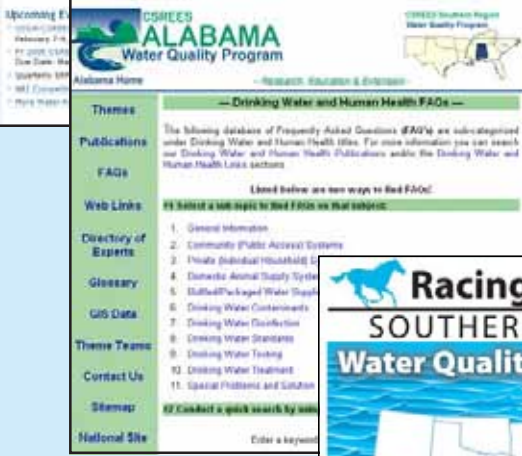 Upcoming E
February 7-9
CSREES
ALABAMA
Water Quality Program
CSREES Southern Region
Water Quality Program
Alabama Home
Research, Education & Extension
Themes
Publications
FAQs
Web Links
Directory of
Experts
Glossary
GIS Data
Theme Teams
Contact Us
Sitemap
National Site
— Drinking Water and Human Health FAQs —
The following database of Frequently Asked Questions (FAQ's) are sub-categorized
under Drinking Water and Human Health titles. For more information you can search
our Drinking Water and Human Health Publications and/or the Drinking Water and
Human Health Links sections.
Listed below are two ways to find FAQs!
#1 Select a sub-topic to find FAQs on that subject:
1. General Information
2. Community (Public Access) Systems
3. Private (Individual Household) S
4. Domestic Animal Supply Syste
5. Bottled/Packaged Water Suppli
6. Drinking Water Contaminants
7. Drinking Water Disinfection
8. Drinking Water Standards
9. Drinking Water Testing
10. Drinking Water Treatment
11. Special Problems and Solution
#2 Conduct a quick search by
Enter a keyword
Racing
SOUTHER
Water Qualit